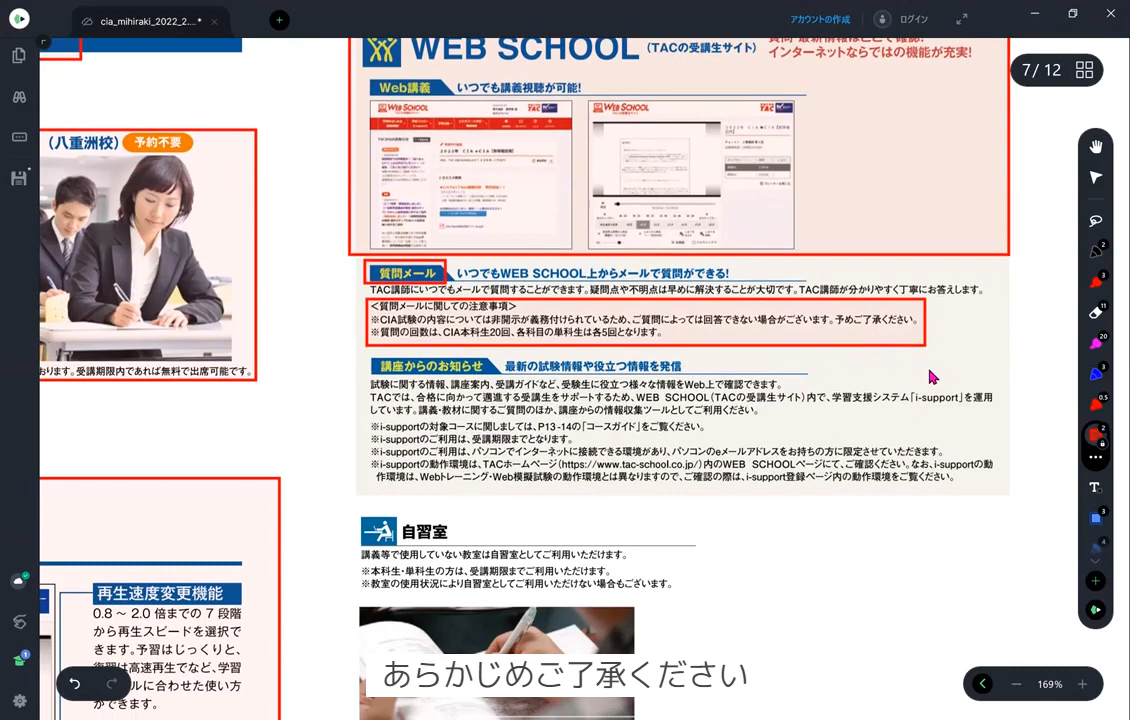 cia_mihiraki_2022_2....*
アカウントの作成
ログイン
7/12
WEB SCHOOL (TACの受講生サイト)
インターネットならではの機能が充実!
Web講義 いつでも講義視聴が可能!
WEB SCHOOL
TAC
WEB SCHOOL
TAC
(八重洲校) 予約不要
おります。受講期限内であれば無料で出席可能です。
質問メール いつでもWEB SCHOOL上からメールで質問ができる!
TAC講師にいつでもメールで質問することができます。疑問点や不明点は早めに解決することが大切です。TAC講師が分かりやすく丁寧にお答えします。
<質問メールに関しての注意事項>
※CIA試験の内容については非開示が義務付けられているため、ご質問によっては回答できない場合がございます。予めご了承ください。
※質問の回数は、CIA本科生20回、各科目の単科生は各5回となります。
講座からのお知らせ 最新の試験情報や役立つ情報を発信
試験に関する情報、講座案内、受講ガイドなど、受験生に役立つ様々な情報をWeb上で確認できます。
TACでは、合格に向かって邁進する受講生をサポートするため、WEB SCHOOL(TACの受講生サイト)内で、学習支援システム「i-support」を運用
しています。講義・教材に関するご質問のほか、講座からの情報収集ツールとしてご利用ください。
※i-supportの対象コースに関しましては、P13-14の「コースガイド」をご覧ください。
※i-supportのご利用は、受講期限までとなります。
※i-supportのご利用は、パソコンでインターネットに接続できる環境があり、パソコンのeメールアドレスをお持ちの方に限定させていただきます。
※i-supportの動作環境は、TACホームページ(https://www.tac-school.co.jp/)内のWEB SCHOOLページにて、ご確認ください。なお、i-supportの動
作環境は、Webトレーニング・Web模擬試験の動作環境とは異なりますので、ご確認の際は、i-support登録ページ内の動作環境をご覧ください。
自習室
講義等で使用していない教室は自習室としてご利用いただけます。
※本科生・単科生の方は、受講期限までご利用いただけます。
※教室の使用状況により自習室としてご利用いただけない場合もございます。
再生速度変更機能
0.8 ～ 2.0 倍までの 7 段階
から再生スピードを選択で
きます。予習はじっくりと、
復習は高速再生でなど、学習
ルに合わせた使い方
ができます。
あらかじめご了承ください
169%